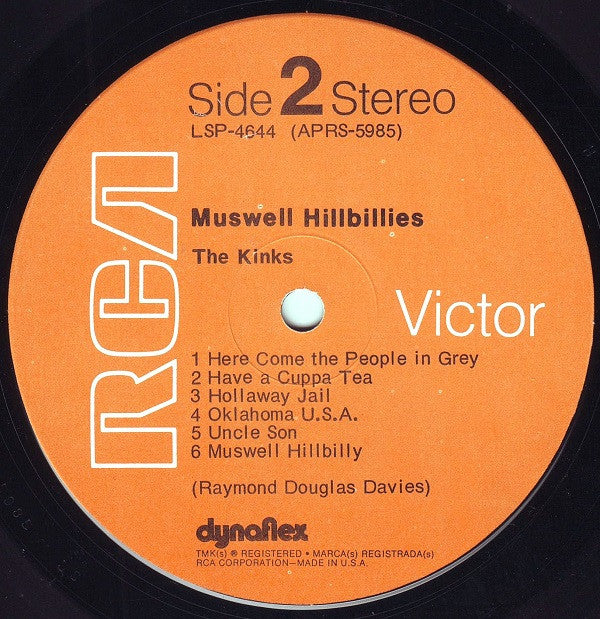 Side 2 Stereo
LSP-4644 (APRS-5985)
RCA
Muswell Hillbillies
The Kinks
Victor
1 Here Come the People in Grey
2 Have a Cuppa Tea
3 Hollaway Jail
4 Oklahoma U.S.A.
5 Uncle Son
6 Muswell Hillbilly
(Raymond Douglas Davies)
dynaflex
TMK(s) ® REGISTERED • MARCA(s) REGISTRADA(s)
RCA CORPORATION—MADE IN U.S.A.